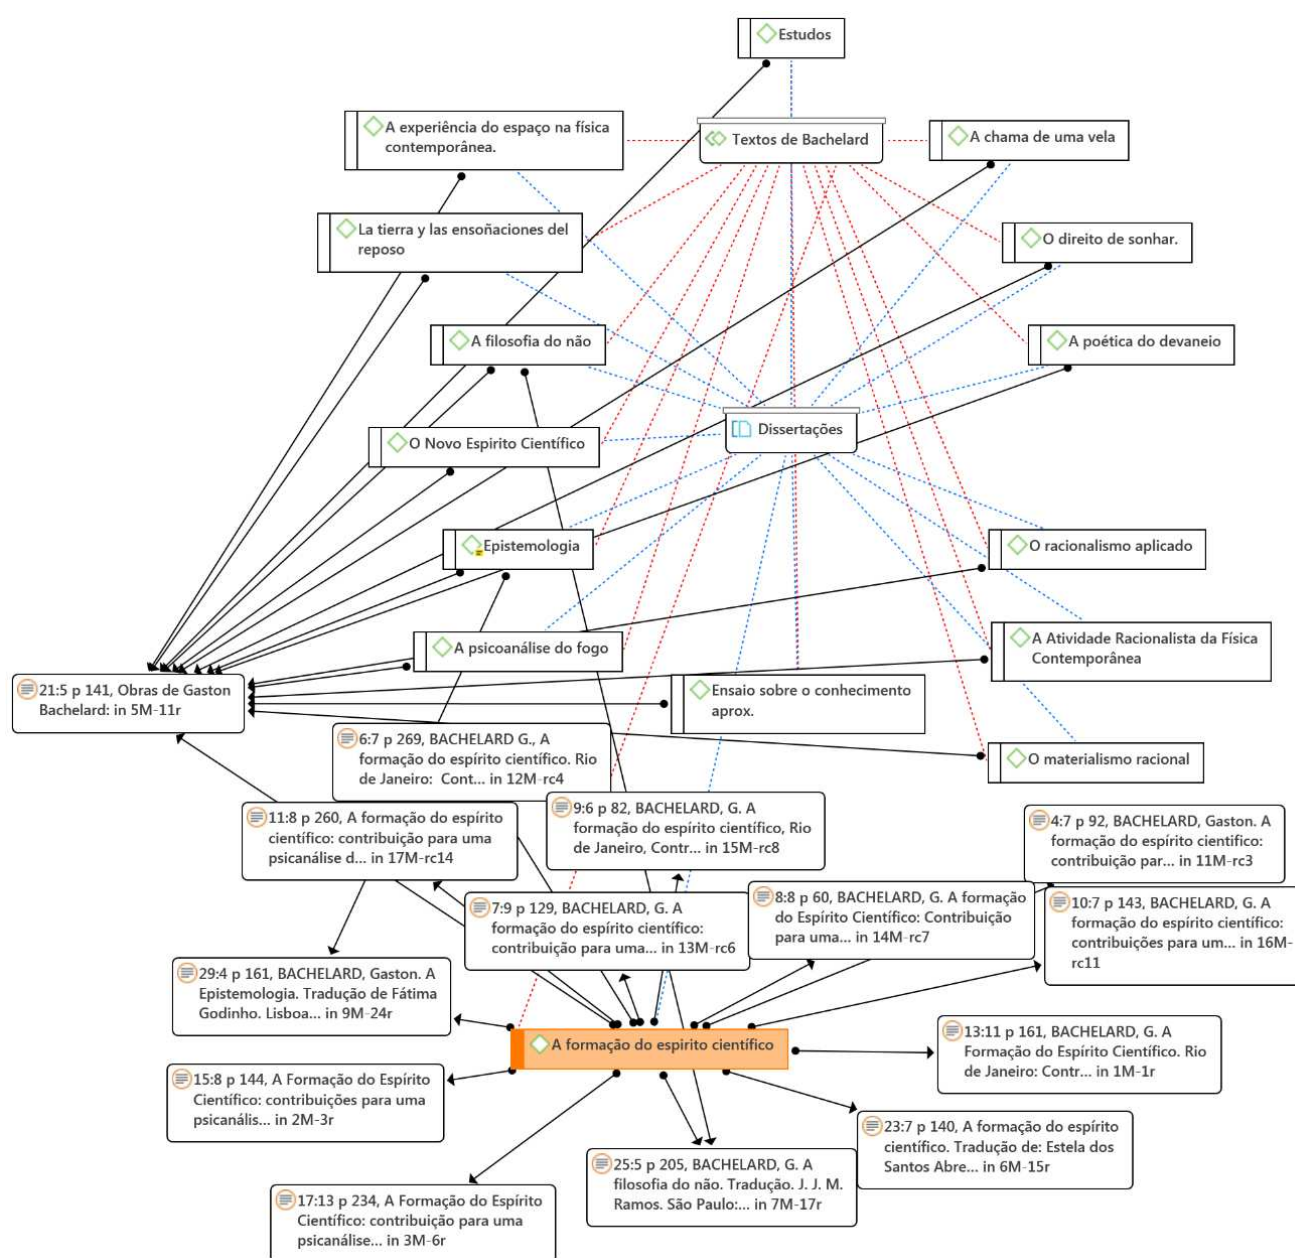 Estudos
A experiência do espaço na física
contemporânea.
Textos de Bachelard
A chama de uma vela
La tierra y las ensoñaciones del
reposo
O direito de sonhar.
A filosofia do não
A poética do devaneio
Dissertações
O Novo Espirito Científico
Epistemologia
O racionalismo aplicado
A psicoanálise do fogo
A Atividade Racionalista da Física
Contemporânea
21:5 p 141, Obras de Gaston
Bachelard: in 5M-11r
Ensaio sobre o conhecimento
aprox.
6:7 p 269, BACHELARD G., A
formação do espírito científico. Rio
de Janeiro: Cont... in 12M-rc4
O materialismo racional
11:8 p 260, A formação do espírito
científico: contribuição para uma
psicanálise d... in 17M-rc14
9:6 p 82, BACHELARD, G. A
formação do espírito científico, Rio
de Janeiro, Contr... in 15M-rc8
4:7 p 92, BACHELARD, Gaston. A
formação do espírito cientifico:
contribuição par... in 11M-rc3
7:9 p 129, BACHELARD, G. A
formação do espírito científico:
contribuição para uma... in 13M-rc6
8:8 p 60, BACHELARD, G. A formação
do Espírito Científico: Contribuição
para uma... in 14M-rc7
10:7 p 143, BACHELARD, G. A
formação do espírito científico:
contribuições para um... in 16M-
rc11
29:4 p 161, BACHELARD, Gaston. A
Epistemologia. Tradução de Fátima
Godinho. Lisboa... in 9M-24r
A formação do espirito científico
13:11 p 161, BACHELARD, G. A
Formação do Espírito Científico. Rio
de Janeiro: Contr... in 1M-1r
15:8 p 144, A Formação do Espírito
Científico: contribuições para uma
psicanális... in 2M-3r
23:7 p 140, A formação do espírito
científico. Tradução de: Estela dos
Santos Abre... in 6M-15r
25:5 p 205, BACHELARD, G. A
filosofia do não. Tradução. J. J. M.
Ramos. São Paulo:... in 7M-17r
17:13 p 234, A Formação do Espírito
Científico: contribuição para uma
psicanálise... in 3M-6r